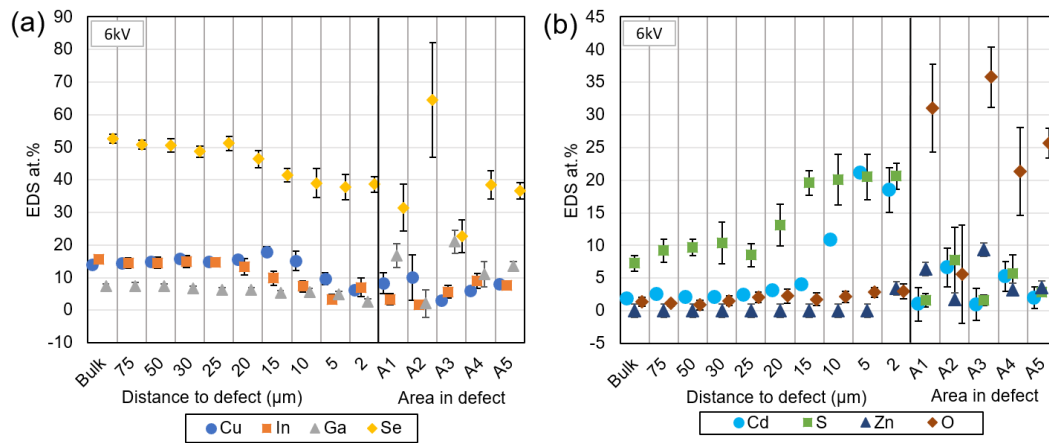 (a)
6kV
EDS at.%
90
80
70
60
50
40
30
20
10
0
-10
Bulk 75 50 30 25 20 15 10 5 2 A1 A2 A3 A4 A5
Distance to defect (µm) Area in defect
Cu In Ga Se
(b)
6kV
EDS at.%
45
40
35
30
25
20
15
10
5
0
-5
Bulk 75 50 30 25 20 15 10 5 2 A1 A2 A3 A4 A5
Distance to defect (µm) Area in defect
Cd S Zn O